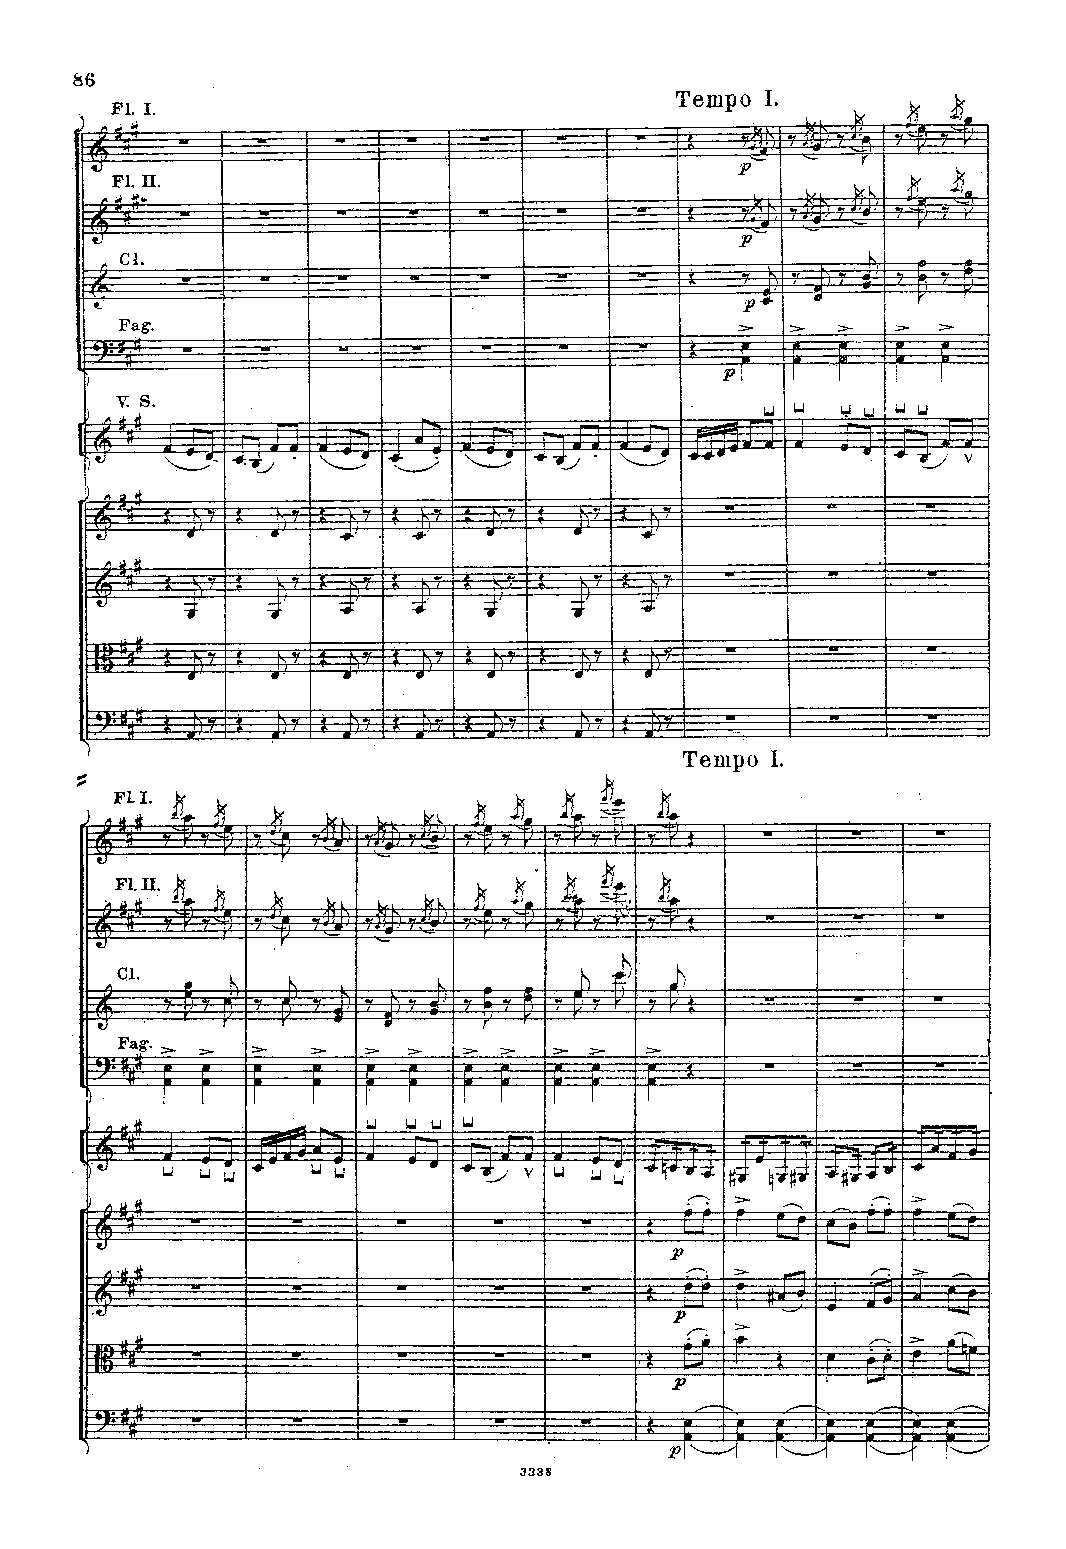 86
Tempo I.
Fl. I.
p
Fl. II.
p
Cl.
p
Fag.
p
V. S.
Tempo I.
Fl. I.
Fl. II.
Cl.
Fag.
p
p
p
p
3338